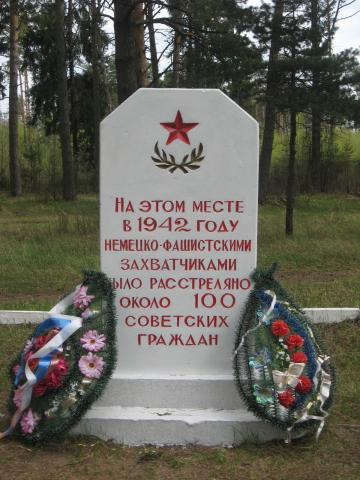 НА ЭТОМ МЕСТЕ
В 1942 ГОДУ
НЕМЕЦКО-ФАШИСТСКИМИ
ЗАХВАТЧИКАМИ
БЫЛО РАССТРЕЛЯНО
ОКОЛО 100
СОВЕТСКИХ
ГРАЖДАН